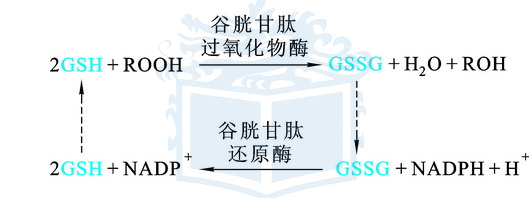 谷胱甘肽
过氧化物酶
2GSH + ROOH GSSG + H₂O + ROH
谷胱甘肽
还原酶
2GSH + NADP⁺ GSSG + NADPH + H⁺